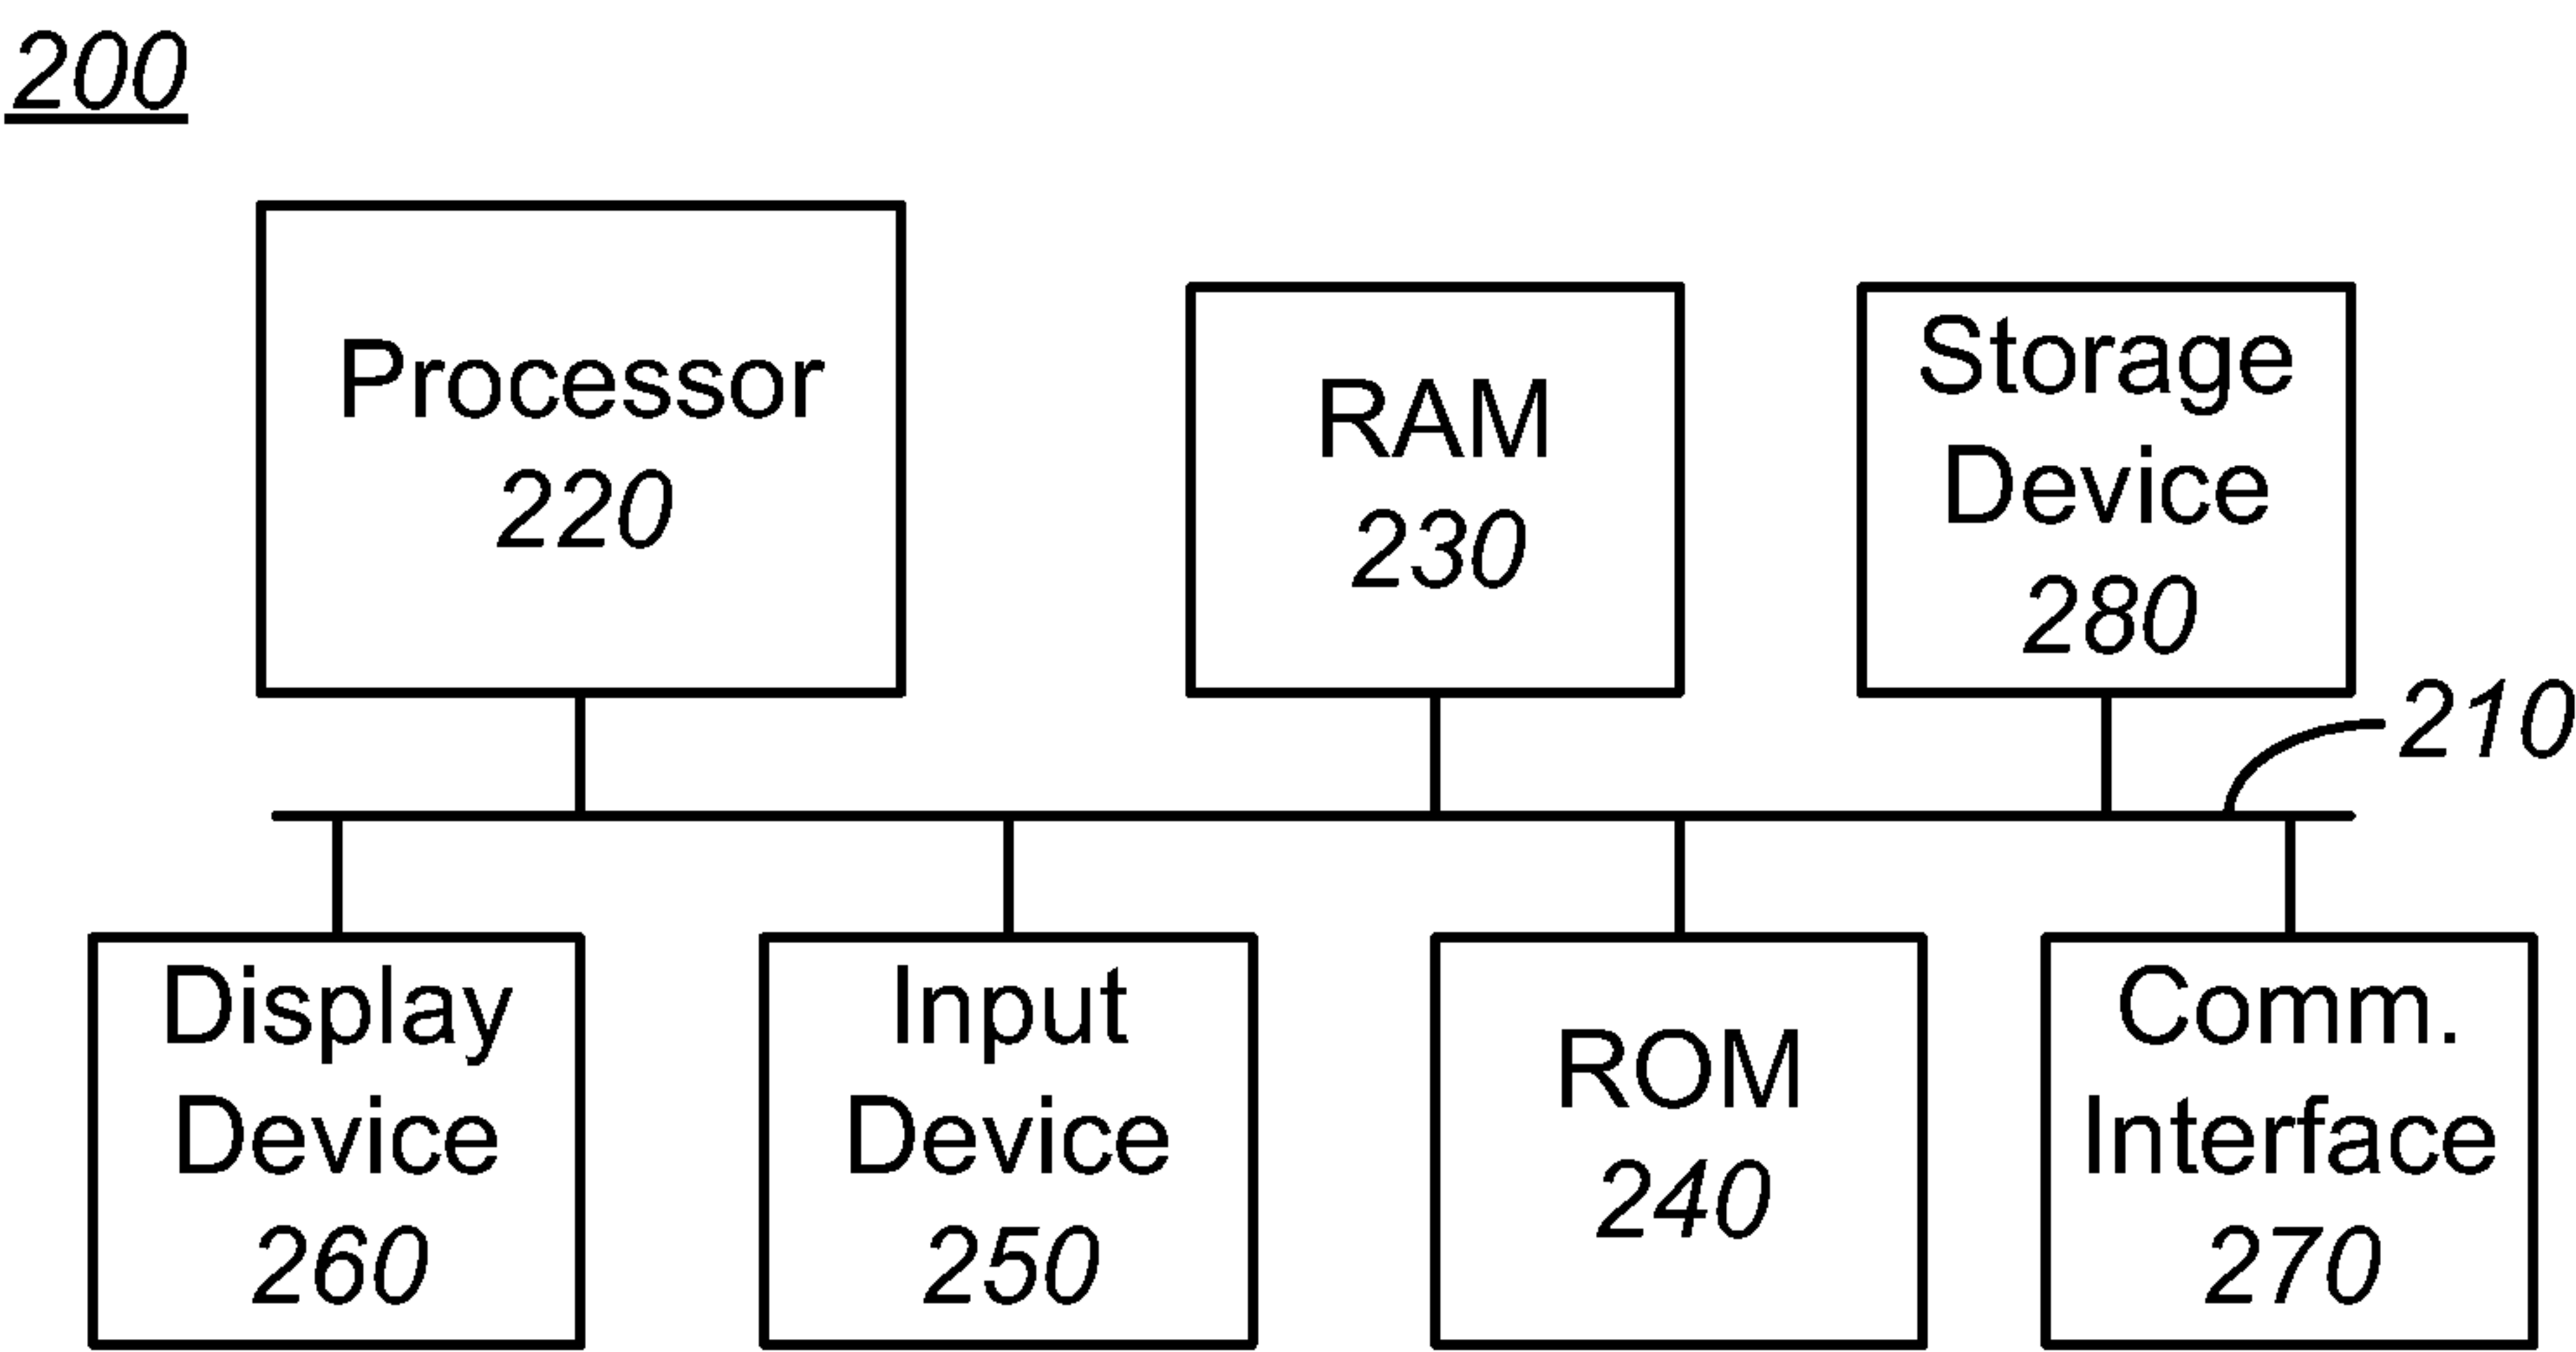 200
Processor
220
RAM
230
Storage
Device
280
210
Display
Device
260
Input
Device
250
ROM
240
Comm.
Interface
270